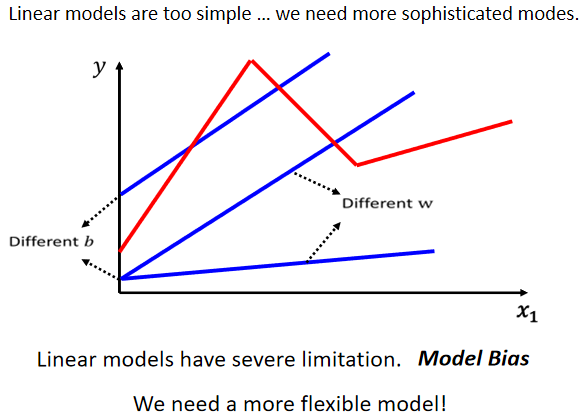 Linear models are too simple … we need more sophisticated modes.
y
Different w
Different b
x₁
Linear models have severe limitation. Model Bias
We need a more flexible model!